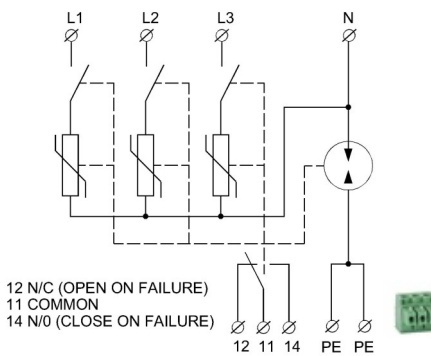 L1 L2 L3 N
12 N/C (OPEN ON FAILURE)
11 COMMON
14 N/0 (CLOSE ON FAILURE)
12 11 14 PE PE